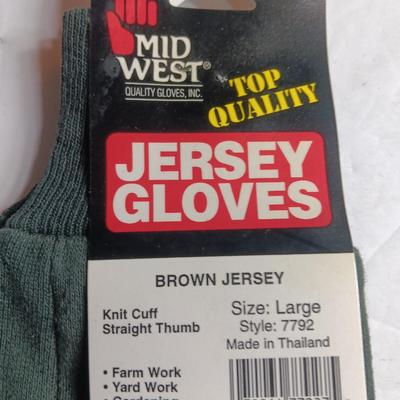 MID
WEST®
QUALITY GLOVES, INC.
TOP
QUALITY
JERSEY
GLOVES
BROWN JERSEY
Knit Cuff
Straight Thumb
Size: Large
Style: 7792
Made in Thailand
• Farm Work
• Yard Work
• Gardening